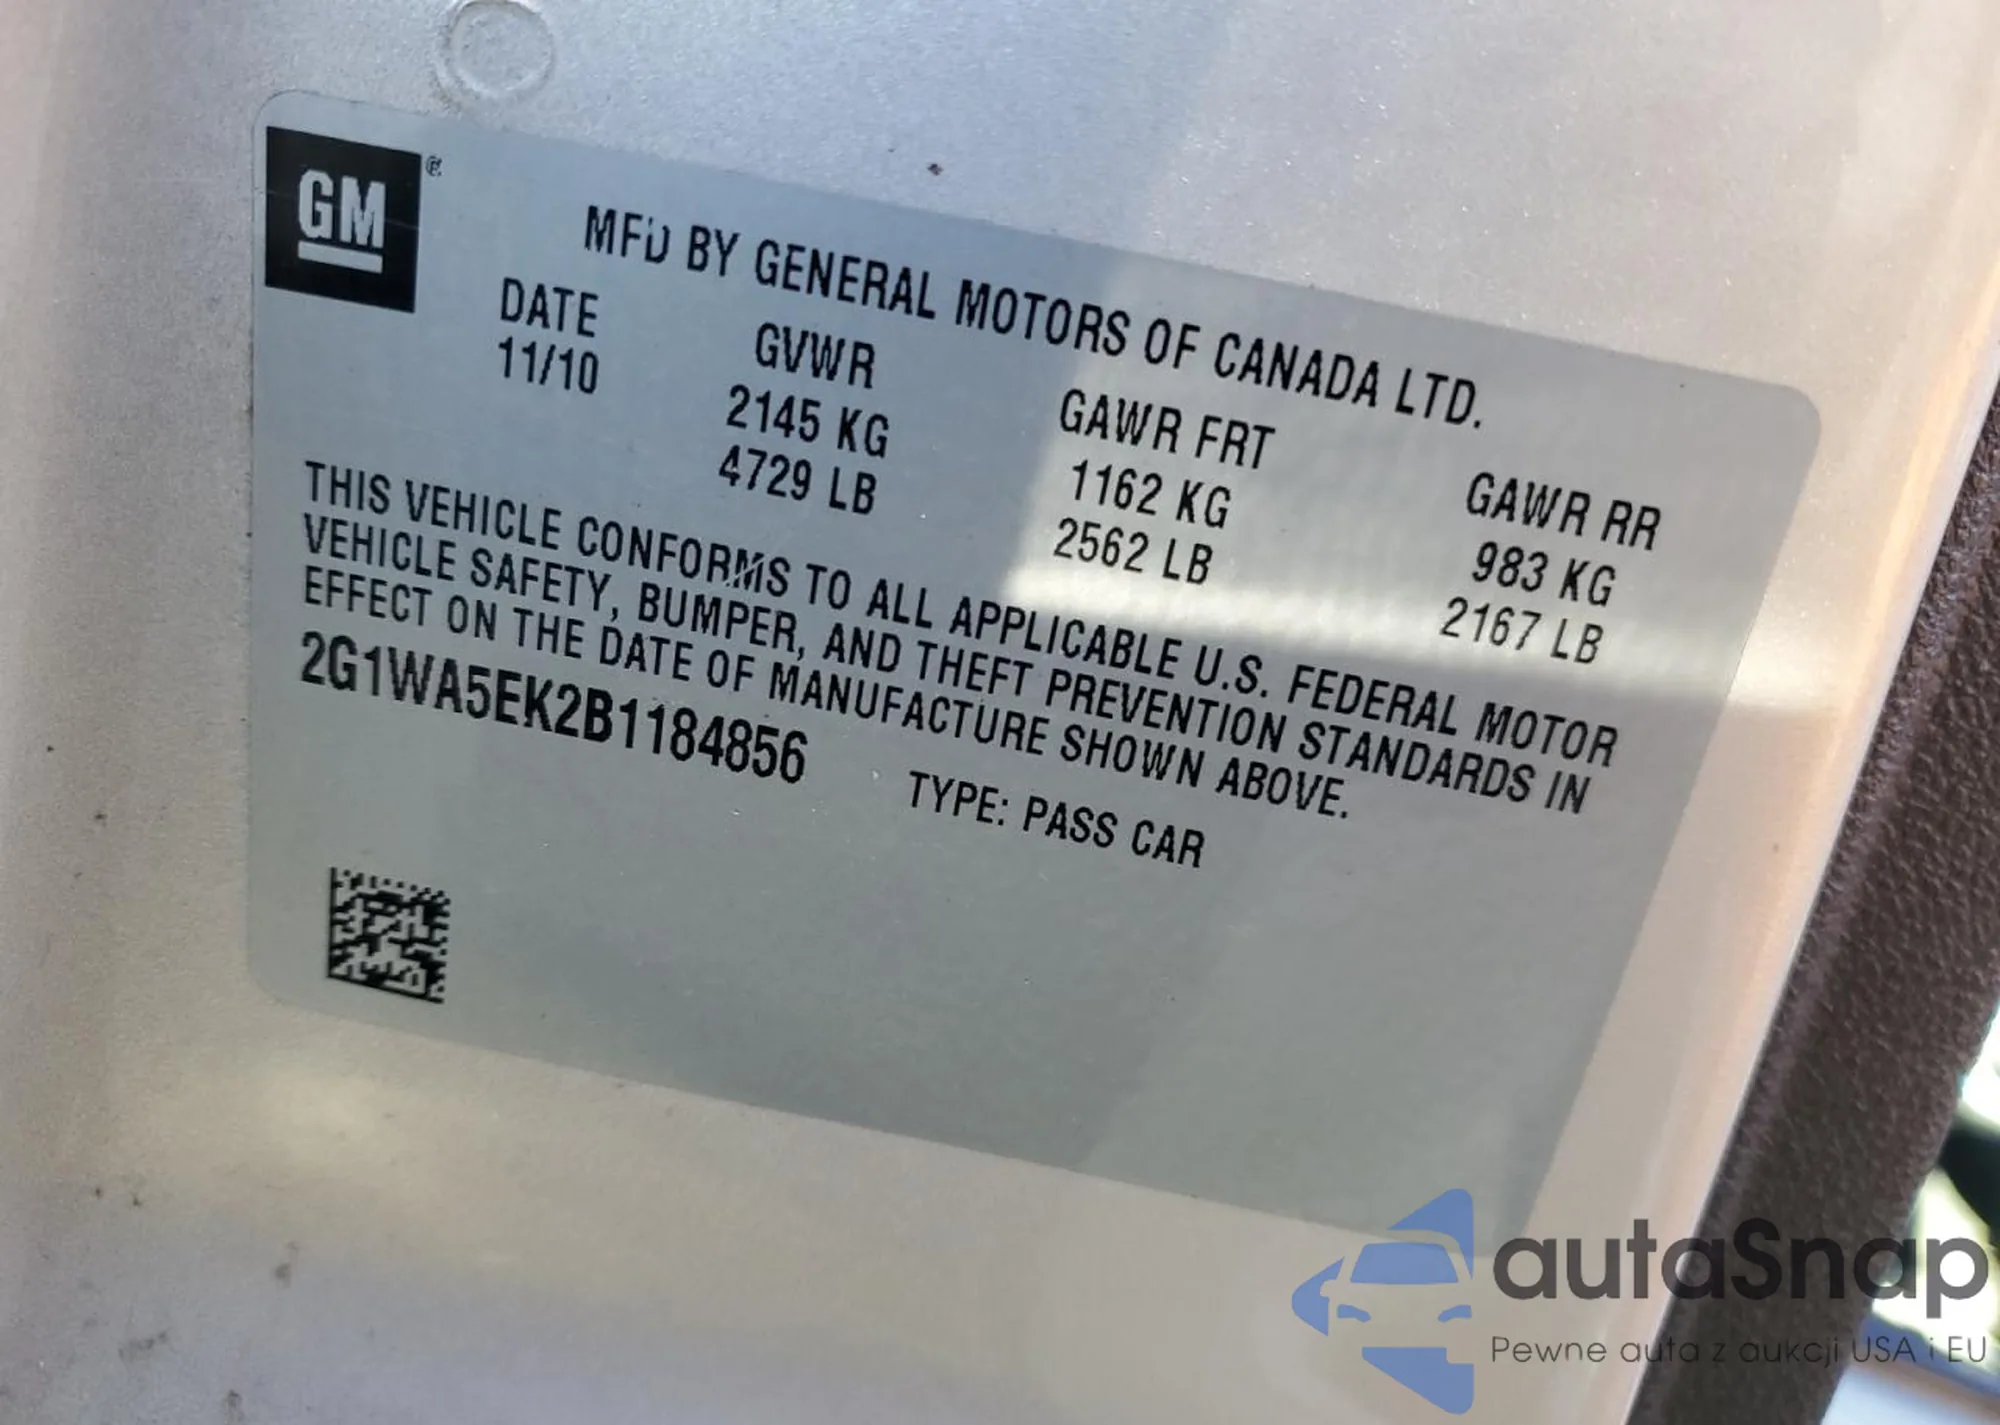 GM®
MFD BY GENERAL MOTORS OF CANADA LTD.
DATE GVWR GAWR FRT GAWR RR
11/10 2145 KG 1162 KG 983 KG
4729 LB 2562 LB 2167 LB
THIS VEHICLE CONFORMS TO ALL APPLICABLE U.S. FEDERAL MOTOR
VEHICLE SAFETY, BUMPER, AND THEFT PREVENTION STANDARDS IN
EFFECT ON THE DATE OF MANUFACTURE SHOWN ABOVE.
2G1WA5EK2B1184856 TYPE: PASS CAR
autaSnap
Pewne auta z aukcji USA i EU